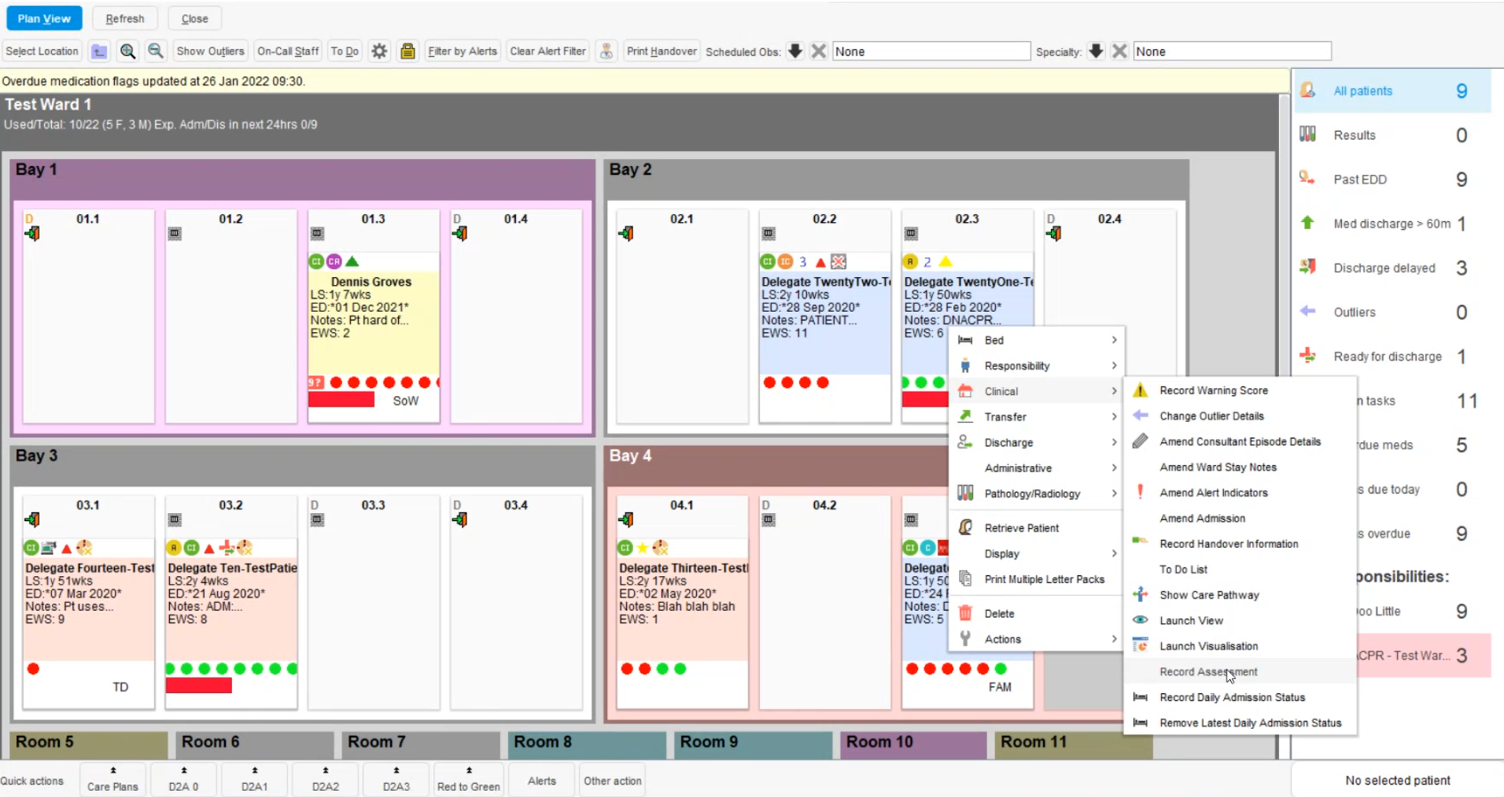 Plan View Refresh Close
Select Location Show Outliers On-Call Staff To Do Filter by Alerts Clear Alert Filter Print Handover Scheduled Obs: None Specialty: None
Overdue medication flags updated at 26 Jan 2022 09:30.
Test Ward 1
Used/Total: 10/22 (5 F, 3 M) Exp. Adm/Dis in next 24hrs 0/9
Bay 1
D 01.1
01.2
01.3
CI CA
Dennis Groves
LS:1y 7wks
ED:*01 Dec 2021*
Notes: Pt hard of...
EWS: 2
9?
SoW
D 01.4
Bay 2
02.1
02.2
CI IC 3
Delegate TwentyTwo-T
LS:2y 10wks
ED:*28 Sep 2020*
Notes: PATIENT...
EWS: 11
02.3
R 2
Delegate TwentyOne-Te
LS:1y 50wks
ED:*28 Feb 2020*
Notes: DNACPR...
EWS: 6
D 02.4
Bay 3
03.1
CI
Delegate Fourteen-Test
LS:1y 51wks
ED:*07 Mar 2020*
Notes: Pt uses...
EWS: 9
TD
03.2
R CI
Delegate Ten-TestPatie
LS:2y 4wks
ED:*21 Aug 2020*
Notes: ADM:...
EWS: 8
D 03.3
D 03.4
Bay 4
04.1
CI
Delegate Thirteen-Test
LS:2y 17wks
ED:*02 May 2020*
Notes: Blah blah blah
EWS: 1
D 04.2
CI C
Delegat
LS:1y 50
ED:*24 F
Notes: D
EWS: 5
FAM
Bed
Responsibility
Clinical
Transfer
Discharge
Administrative
Pathology/Radiology
Retrieve Patient
Display
Print Multiple Letter Packs
Delete
Actions
Record Warning Score
Change Outlier Details
Amend Consultant Episode Details
Amend Ward Stay Notes
Amend Alert Indicators
Amend Admission
Record Handover Information
To Do List
Show Care Pathway
Launch View
Launch Visualisation
Record Assessment
Record Daily Admission Status
Remove Latest Daily Admission Status
All patients 9
Results 0
Past EDD 9
Med discharge > 60m 1
Discharge delayed 3
Outliers 0
Ready for discharge 1
n tasks 11
due meds 5
s due today 0
s overdue 9
ponsibilities:
oo Little 9
ACPR - Test War... 3
Room 5 Room 6 Room 7 Room 8 Room 9 Room 10 Room 11
Quick actions Care Plans D2A 0 D2A1 D2A2 D2A3 Red to Green Alerts Other action
No selected patient